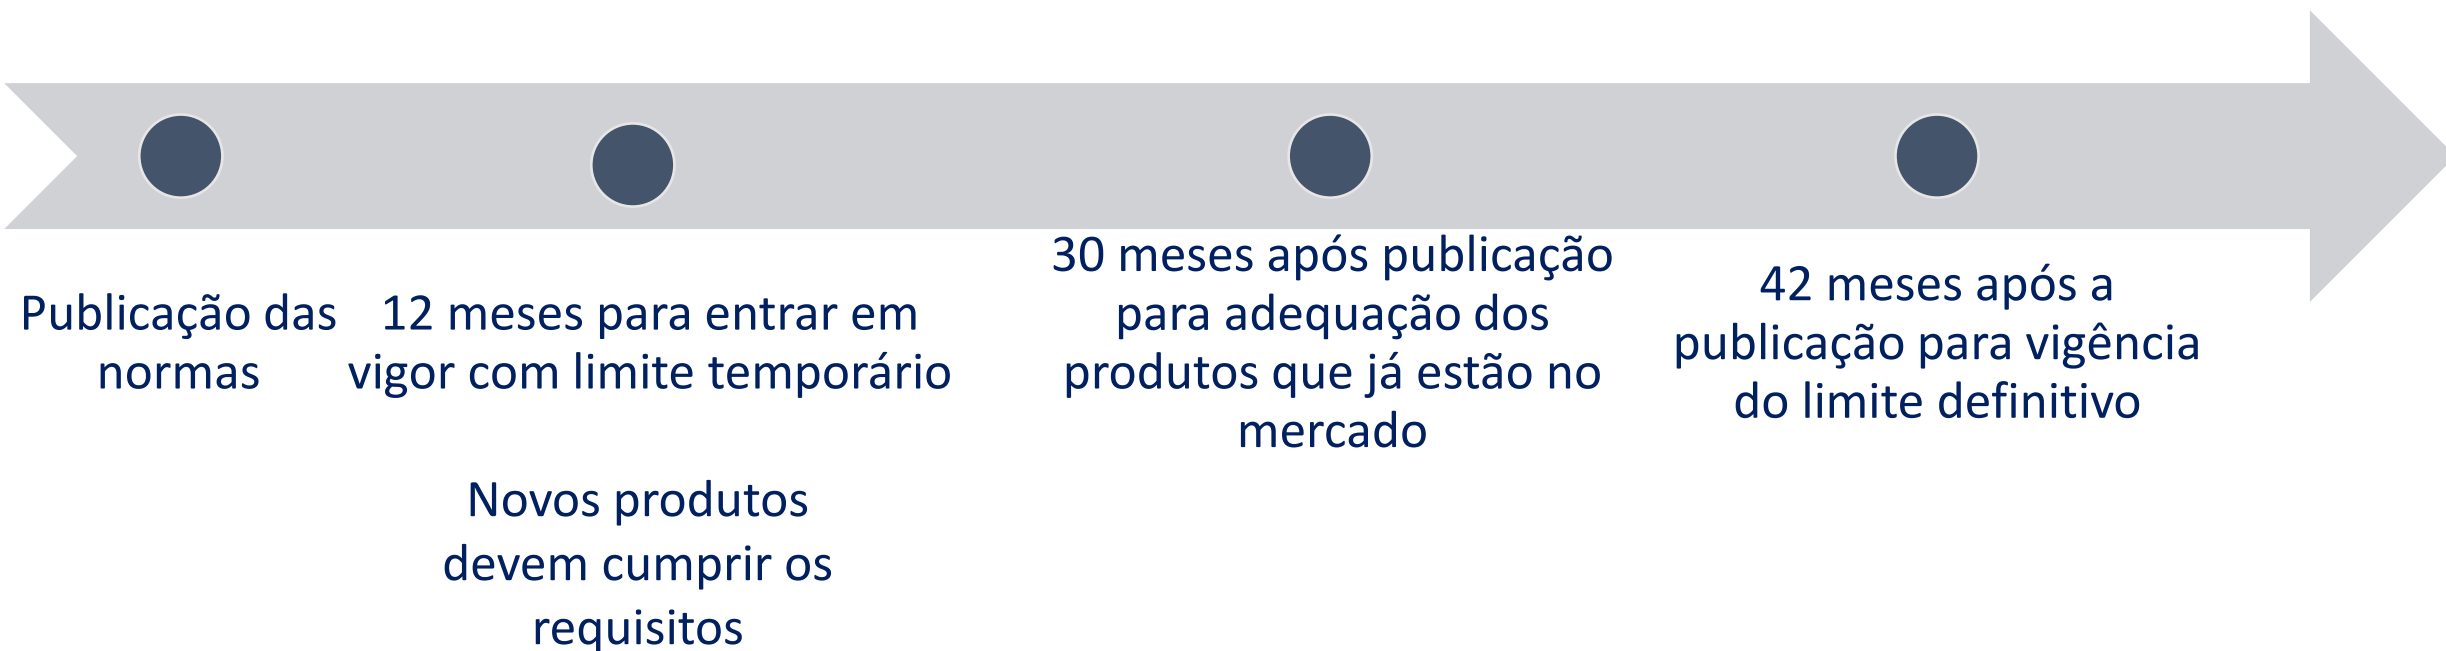 Publicação das
normas
12 meses para entrar em
vigor com limite temporário
Novos produtos
devem cumprir os
requisitos
30 meses após publicação
para adequação dos
produtos que já estão no
mercado
42 meses após a
publicação para vigência
do limite definitivo